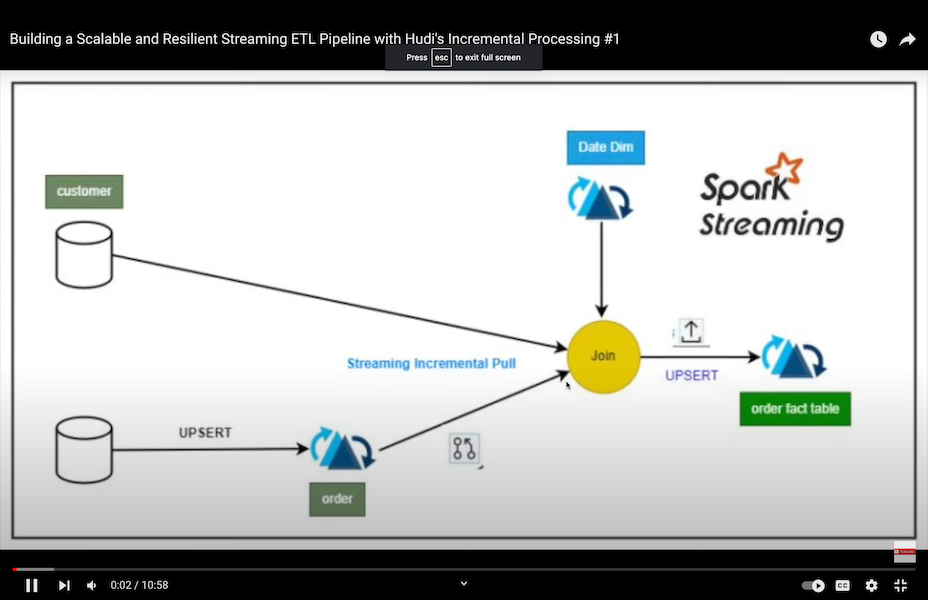 Building a Scalable and Resilient Streaming ETL Pipeline with Hudi's Incremental Processing #1
Press esc to exit full screen
Date Dim
customer
Spark
Streaming
Join
Streaming Incremental Pull
UPSERT
order fact table
UPSERT
order
0:02 / 10:58
CC